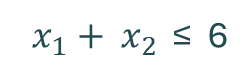 x₁ + x₂ ≤ 6